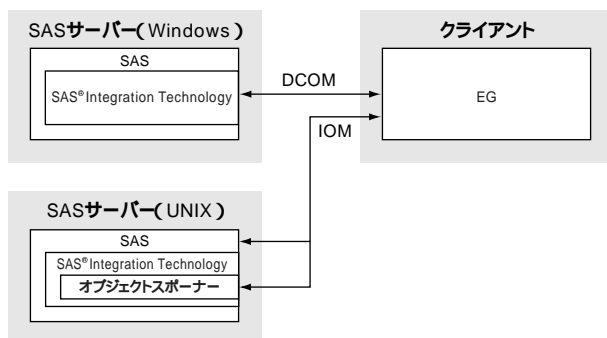 SASサーバー(Windows)
SAS
SAS®Integration Technology
クライアント
EG
DCOM
IOM
SASサーバー(UNIX)
SAS
SAS®Integration Technology
オブジェクトスポーナー